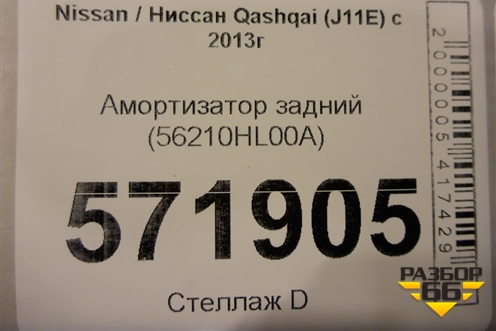 Nissan / Ниссан Qashqai (J11E) с
2013г
Амортизатор задний
(56210HL00A)
571905
Стеллаж D
2000005417429
РАЗБОР
66